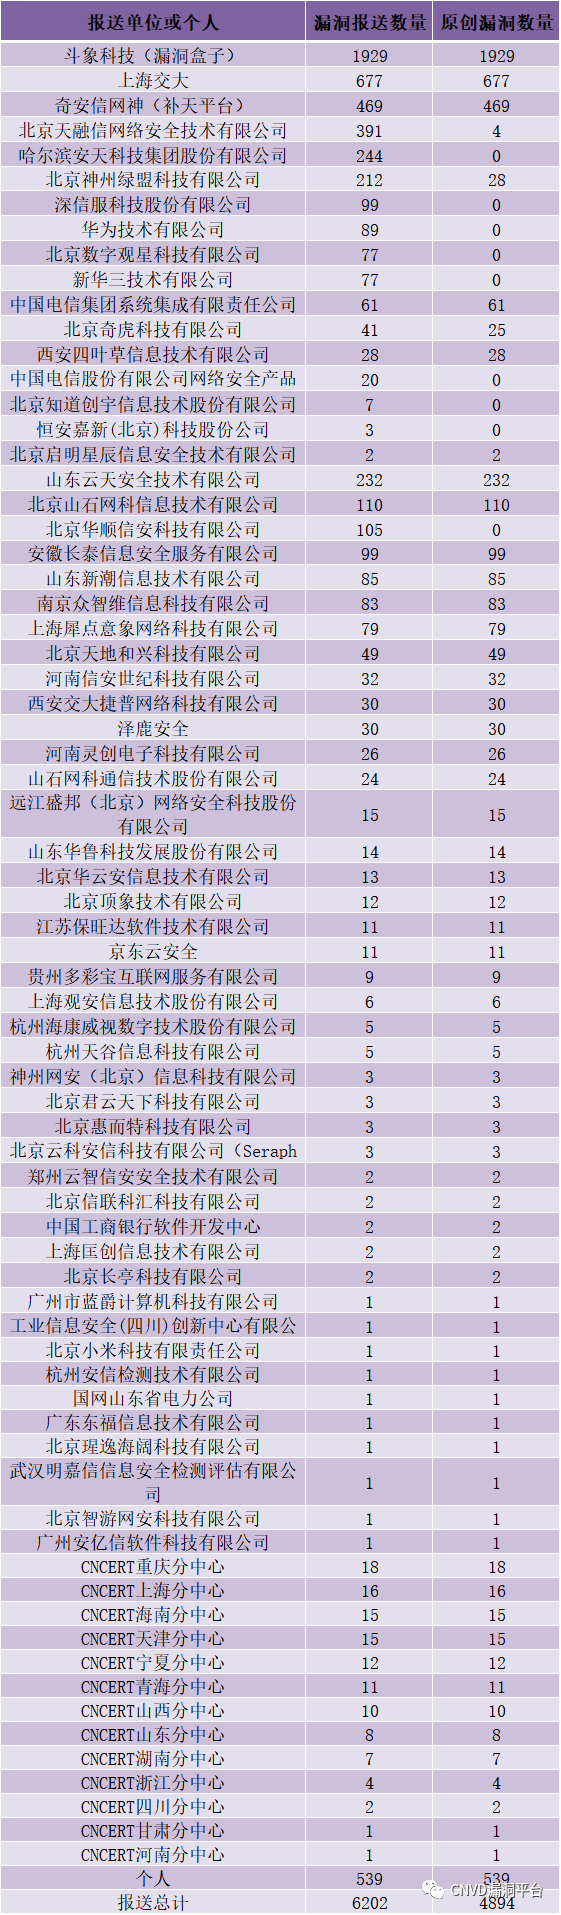 报送单位或个人 漏洞报送数量 原创漏洞数量
斗象科技（漏洞盒子） 1929 1929
上海交大 677 677
奇安信网神（补天平台） 469 469
北京天融信网络安全技术有限公司 391 4
哈尔滨安天科技集团股份有限公司 244 0
北京神州绿盟科技有限公司 212 28
深信服科技股份有限公司 99 0
华为技术有限公司 89 0
北京数字观星科技有限公司 77 0
新华三技术有限公司 77 0
中国电信集团系统集成有限责任公司 61 61
北京奇虎科技有限公司 41 25
西安四叶草信息技术有限公司 28 28
中国电信股份有限公司网络安全产品 20 0
北京知道创宇信息技术股份有限公司 7 0
恒安嘉新(北京)科技股份公司 3 0
北京启明星辰信息安全技术有限公司 2 2
山东云天安全技术有限公司 232 232
北京山石网科信息技术有限公司 110 110
北京华顺信安科技有限公司 105 0
安徽长泰信息安全服务有限公司 99 99
山东新潮信息技术有限公司 85 85
南京众智维信息科技有限公司 83 83
上海犀点意象网络科技有限公司 79 79
北京天地和兴科技有限公司 49 49
河南信安世纪科技有限公司 32 32
西安交大捷普网络科技有限公司 30 30
泽鹿安全 30 30
河南灵创电子科技有限公司 26 26
山石网科通信技术股份有限公司 24 24
远江盛邦（北京）网络安全科技股份
有限公司 15 15
山东华鲁科技发展股份有限公司 14 14
北京华云安信息技术有限公司 13 13
北京顶象技术有限公司 12 12
江苏保旺达软件技术有限公司 11 11
京东云安全 11 11
贵州多彩宝互联网服务有限公司 9 9
上海观安信息技术股份有限公司 6 6
杭州海康威视数字技术股份有限公司 5 5
杭州天谷信息科技有限公司 5 5
神州网安（北京）信息科技有限公司 3 3
北京君云天下科技有限公司 3 3
北京惠而特科技有限公司 3 3
北京云科安信科技有限公司（Seraph 3 3
郑州云智信安安全技术有限公司 2 2
北京信联科汇科技有限公司 2 2
中国工商银行软件开发中心 2 2
上海匡创信息技术有限公司 2 2
北京长亭科技有限公司 2 2
广州市蓝爵计算机科技有限公司 1 1
工业信息安全(四川)创新中心有限公 1 1
北京小米科技有限责任公司 1 1
杭州安信检测技术有限公司 1 1
国网山东省电力公司 1 1
广东东福信息技术有限公司 1 1
北京瑆逸海阔科技有限公司 1 1
武汉明嘉信信息安全检测评估有限公
司 1 1
北京智游网安科技有限公司 1 1
广州安亿信软件科技有限公司 1 1
CNCERT重庆分中心 18 18
CNCERT上海分中心 16 16
CNCERT海南分中心 15 15
CNCERT天津分中心 15 15
CNCERT宁夏分中心 12 12
CNCERT青海分中心 11 11
CNCERT山西分中心 10 10
CNCERT山东分中心 8 8
CNCERT湖南分中心 7 7
CNCERT浙江分中心 4 4
CNCERT四川分中心 2 2
CNCERT甘肃分中心 1 1
CNCERT河南分中心 1 1
个人 539 539
CNVD漏洞平台
报送总计 6202 4894